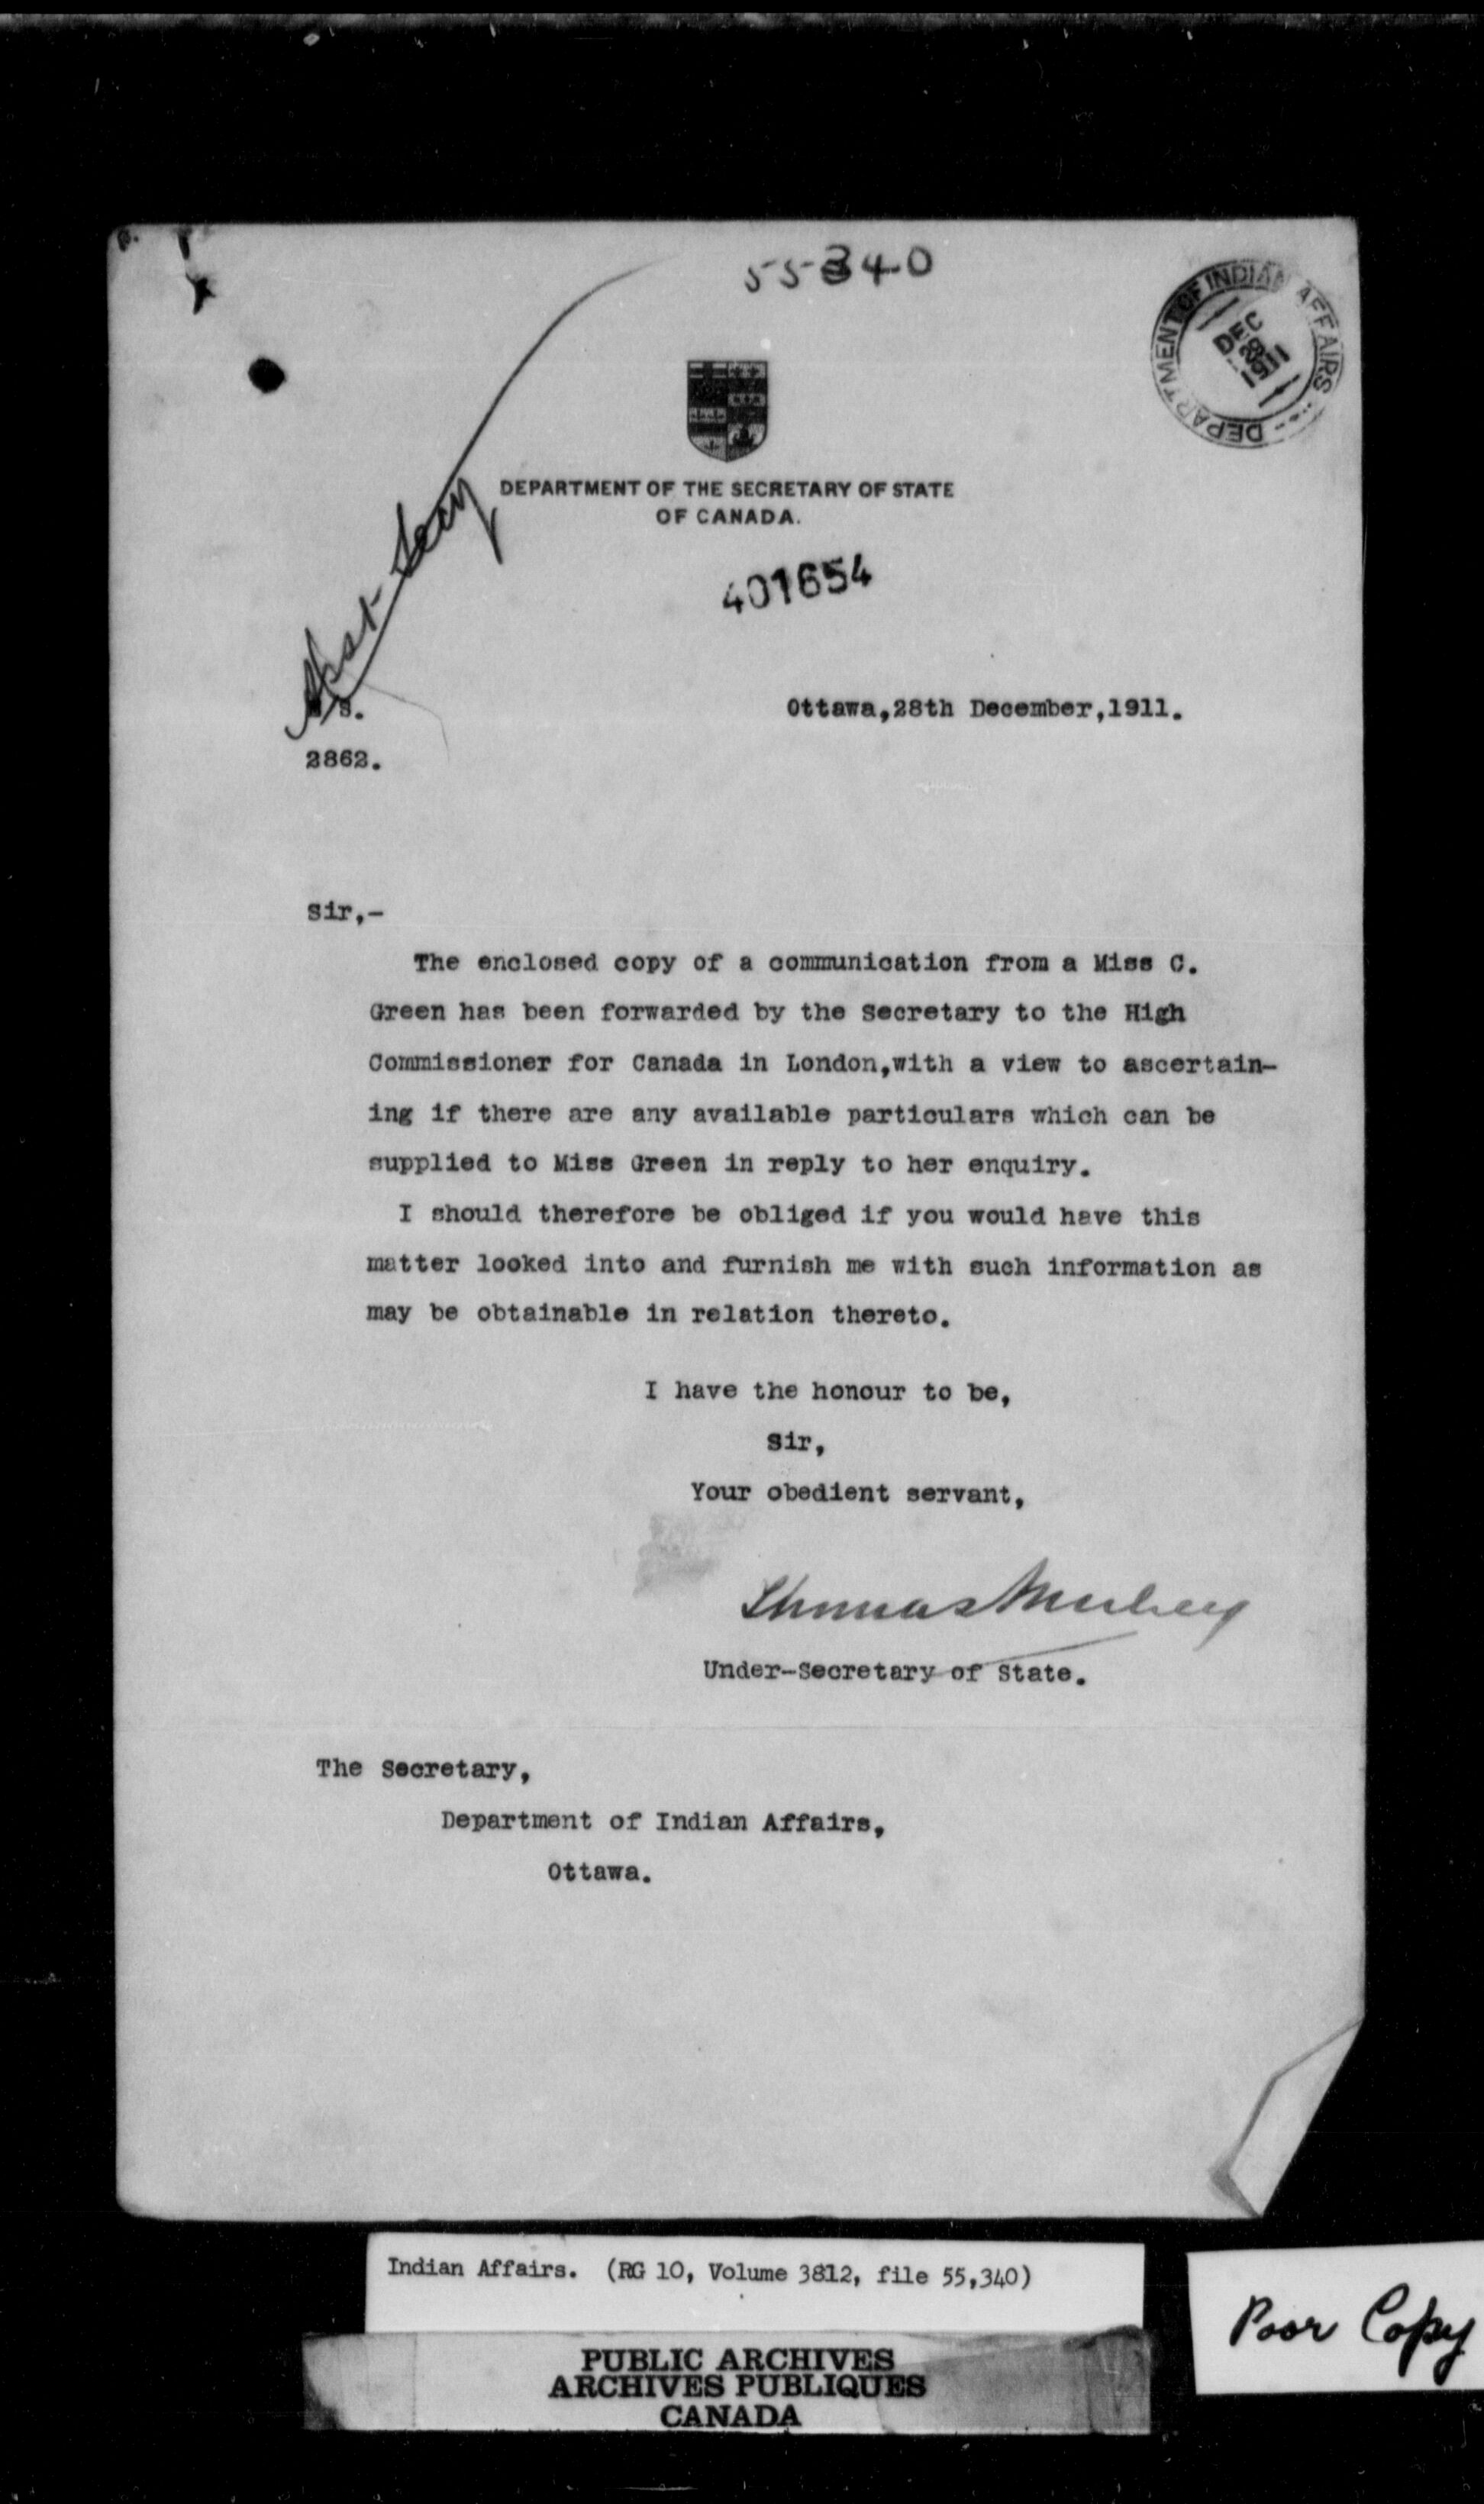 55340
DEPARTMENT OF INDIAN AFFAIRS
DEC
1911
DEPARTMENT OF THE SECRETARY OF STATE
OF CANADA.
401654
Asst Secy
Ottawa,28th December,1911.
2862.
Sir,-
The enclosed copy of a communication from a Miss C.
Green has been forwarded by the Secretary to the High
Commissioner for Canada in London,with a view to ascertain-
ing if there are any available particulars which can be
supplied to Miss Green in reply to her enquiry.
I should therefore be obliged if you would have this
matter looked into and furnish me with such information as
may be obtainable in relation thereto.
I have the honour to be,
Sir,
Your obedient servant,
Thomas Mulvey
Under-Secretary of State.
The Secretary,
Department of Indian Affairs,
Ottawa.
Indian Affairs. (RG 10, Volume 3812, file 55,340)
PUBLIC ARCHIVES
ARCHIVES PUBLIQUES
CANADA
Poor Copy